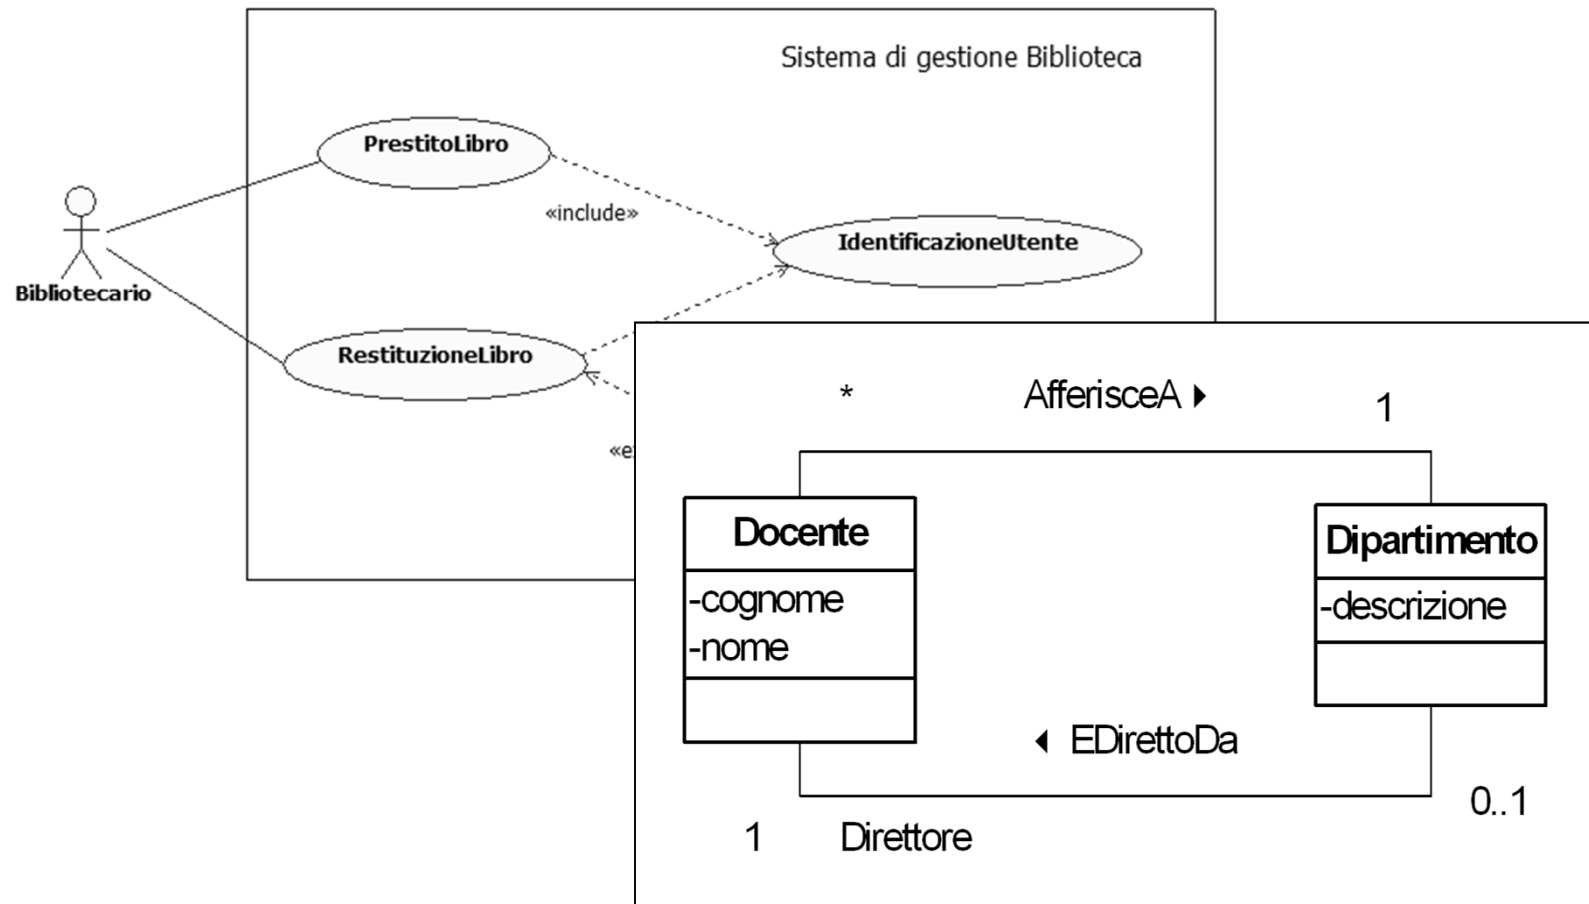 Sistema di gestione Biblioteca
PrestitoLibro
«include»
IdentificazioneUtente
Bibliotecario
RestituzioneLibro
«e
* AfferisceA 1
Docente
-cognome
-nome
Dipartimento
-descrizione
EDirettoDa
0..1
1 Direttore